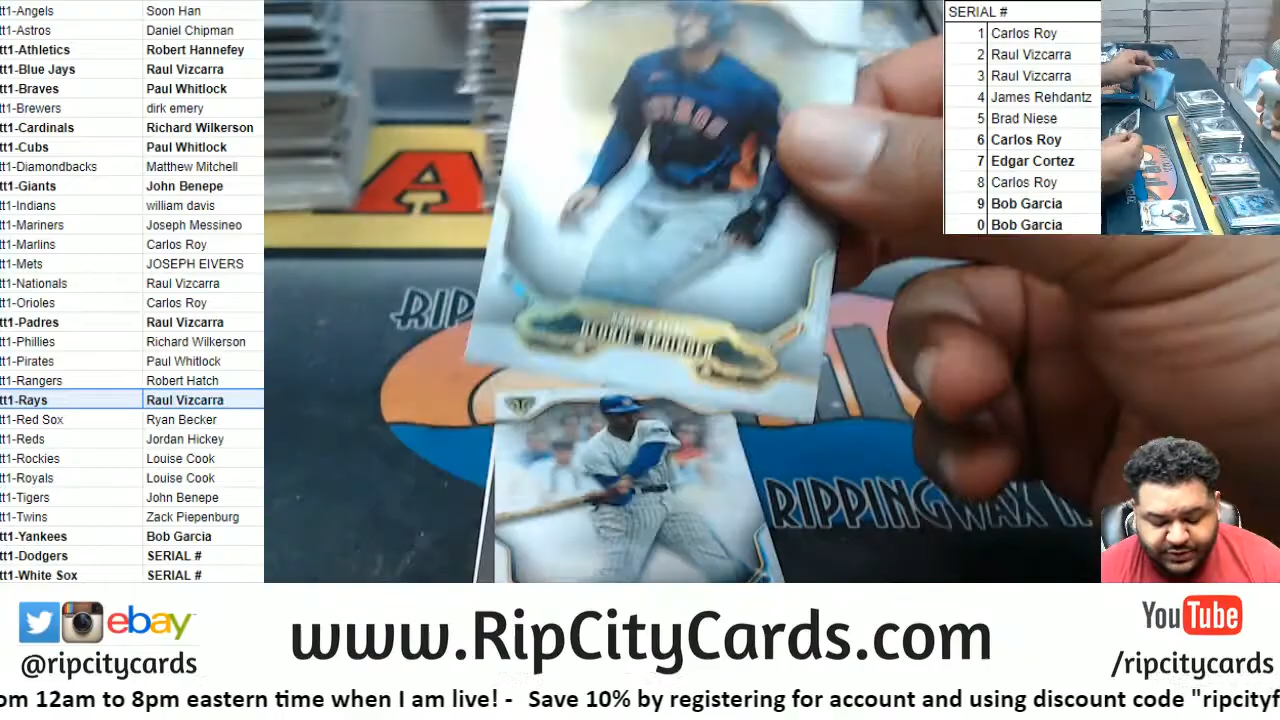 tt1-Angels Soon Han
tt1-Astros Daniel Chipman
tt1-Athletics Robert Hannefey
tt1-Blue Jays Raul Vizcarra
tt1-Braves Paul Whitlock
tt1-Brewers dirk emery
tt1-Cardinals Richard Wilkerson
tt1-Cubs Paul Whitlock
tt1-Diamondbacks Matthew Mitchell
tt1-Giants John Benepe
tt1-Indians william davis
tt1-Mariners Joseph Messineo
tt1-Marlins Carlos Roy
tt1-Mets JOSEPH EIVERS
tt1-Nationals Raul Vizcarra
tt1-Orioles Carlos Roy
tt1-Padres Raul Vizcarra
tt1-Phillies Richard Wilkerson
tt1-Pirates Paul Whitlock
tt1-Rangers Robert Hatch
tt1-Rays Raul Vizcarra
tt1-Red Sox Ryan Becker
tt1-Reds Jordan Hickey
tt1-Rockies Louise Cook
tt1-Royals Louise Cook
tt1-Tigers John Benepe
tt1-Twins Zack Piepenburg
tt1-Yankees Bob Garcia
tt1-Dodgers SERIAL #
tt1-White Sox SERIAL #
SERIAL #
1 Carlos Roy
2 Raul Vizcarra
3 Raul Vizcarra
4 James Rehdantz
5 Brad Niese
6 Carlos Roy
7 Edgar Cortez
8 Carlos Roy
9 Bob Garcia
0 Bob Garcia
RIP
RIPPINGWAX
ebay
@ripcitycards
www.RipCityCards.com
YouTube
/ripcitycards
om 12am to 8pm eastern time when I am live! - Save 10% by registering for account and using discount code "ripcityf